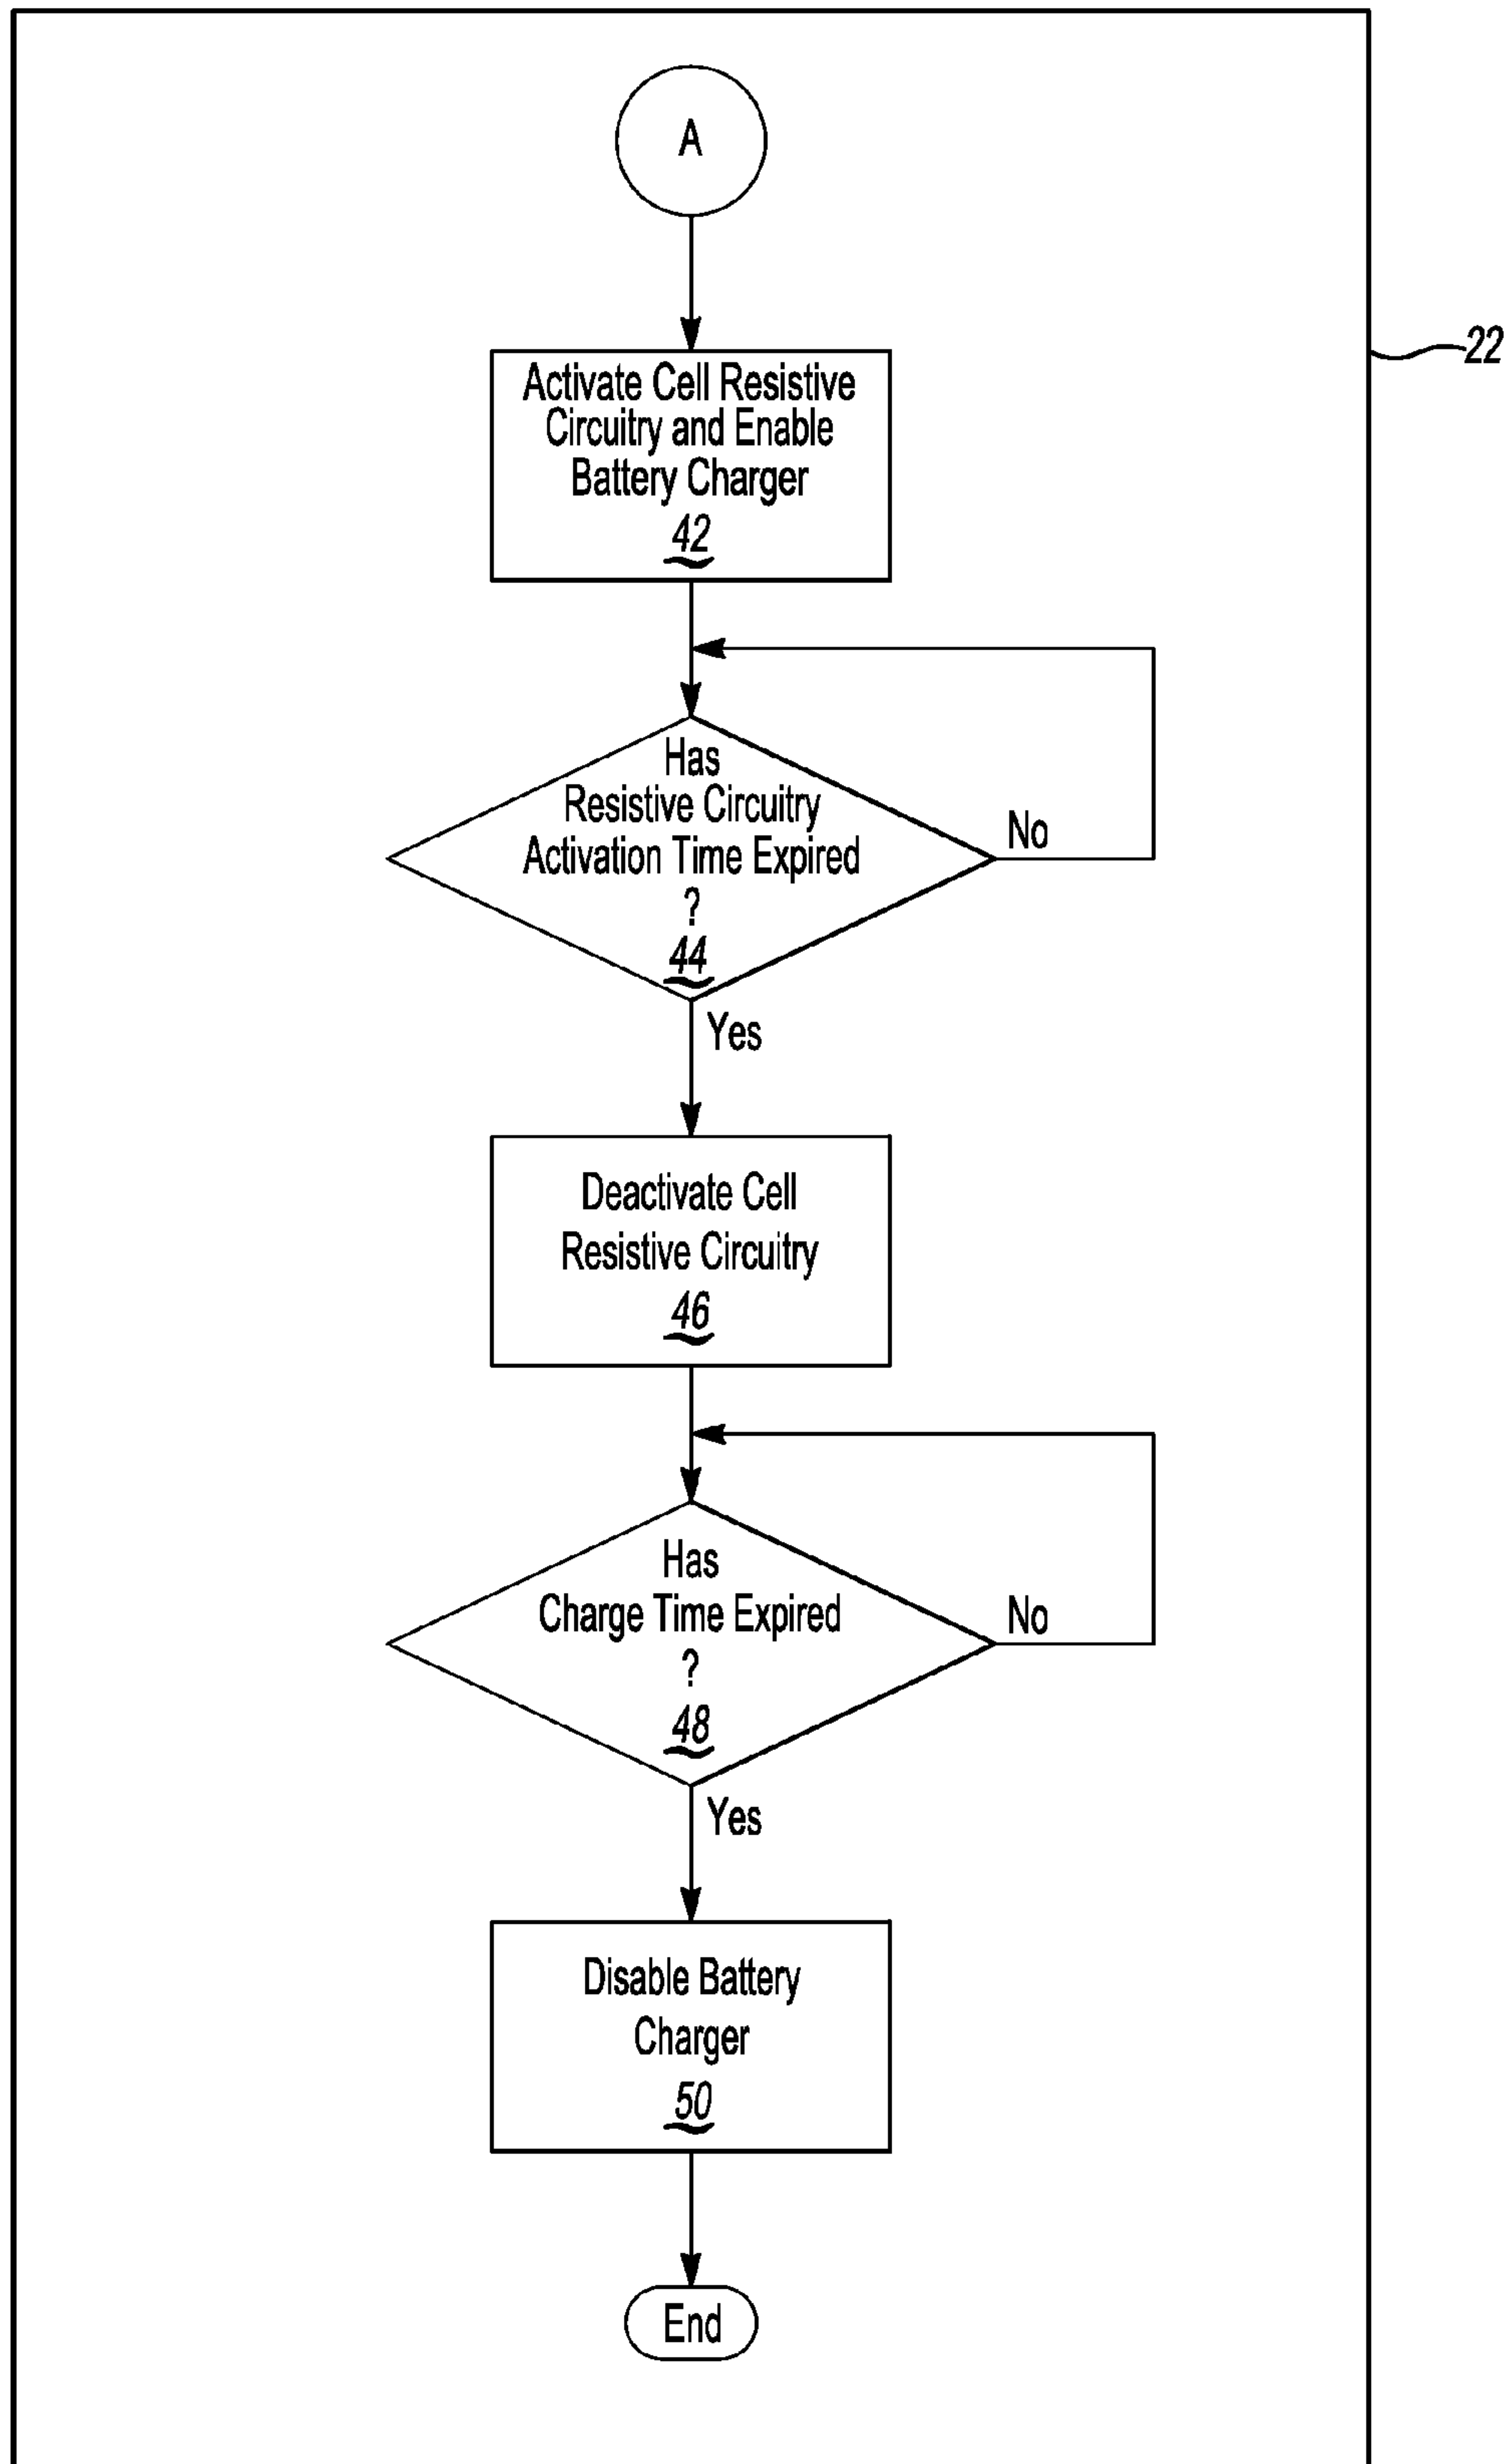 A
22
Activate Cell Resistive
Circuitry and Enable
Battery Charger
42
Has
Resistive Circuitry
Activation Time Expired
?
44
No
Yes
Deactivate Cell
Resistive Circuitry
46
Has
Charge Time Expired
?
48
No
Yes
Disable Battery
Charger
50
End